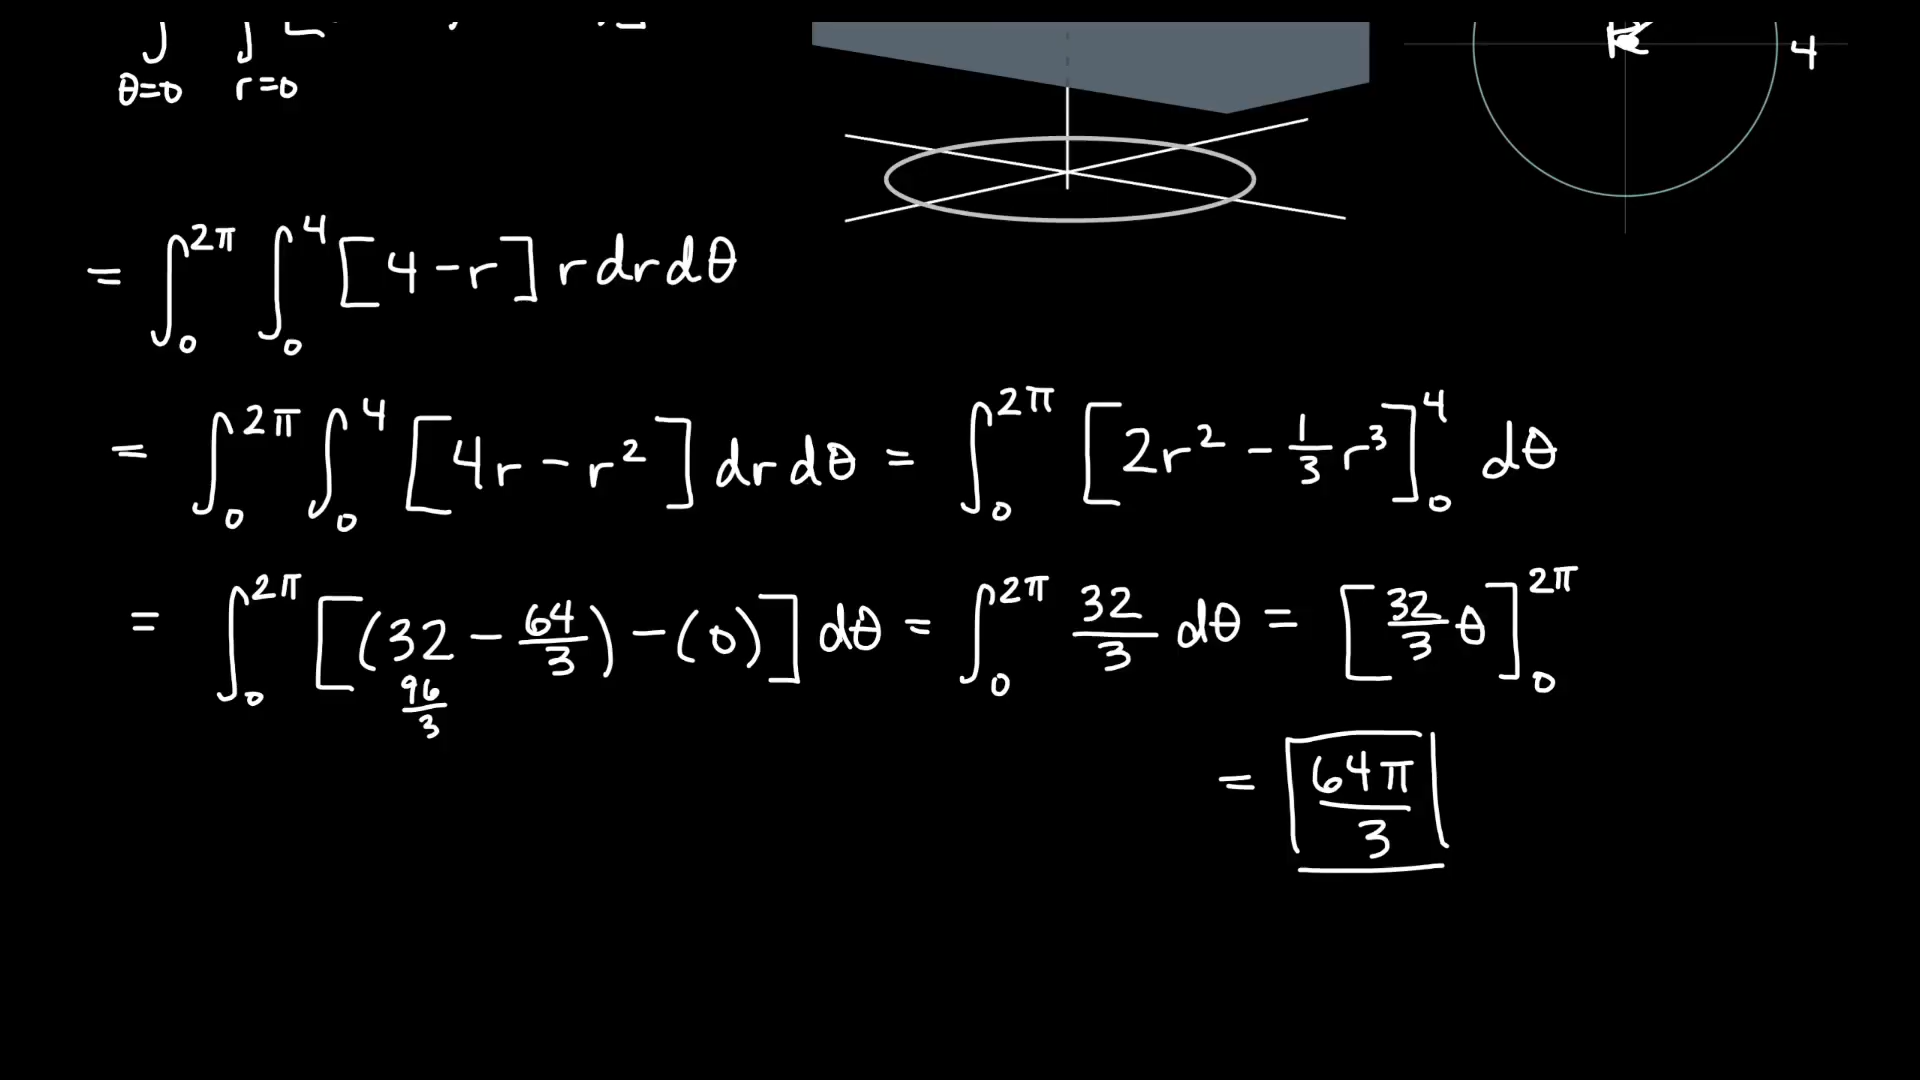 θ=0 r=0
4
= ∫₀^2π ∫₀^4 [4 - r] r dr dθ
= ∫₀^2π ∫₀^4 [4r - r²] dr dθ = ∫₀^2π [2r² - 1/3 r³]₀^4 dθ
= ∫₀^2π [(32 - 64/3) - (0)] dθ = ∫₀^2π 32/3 dθ = [32/3 θ]₀^2π
96/3
= 64π/3